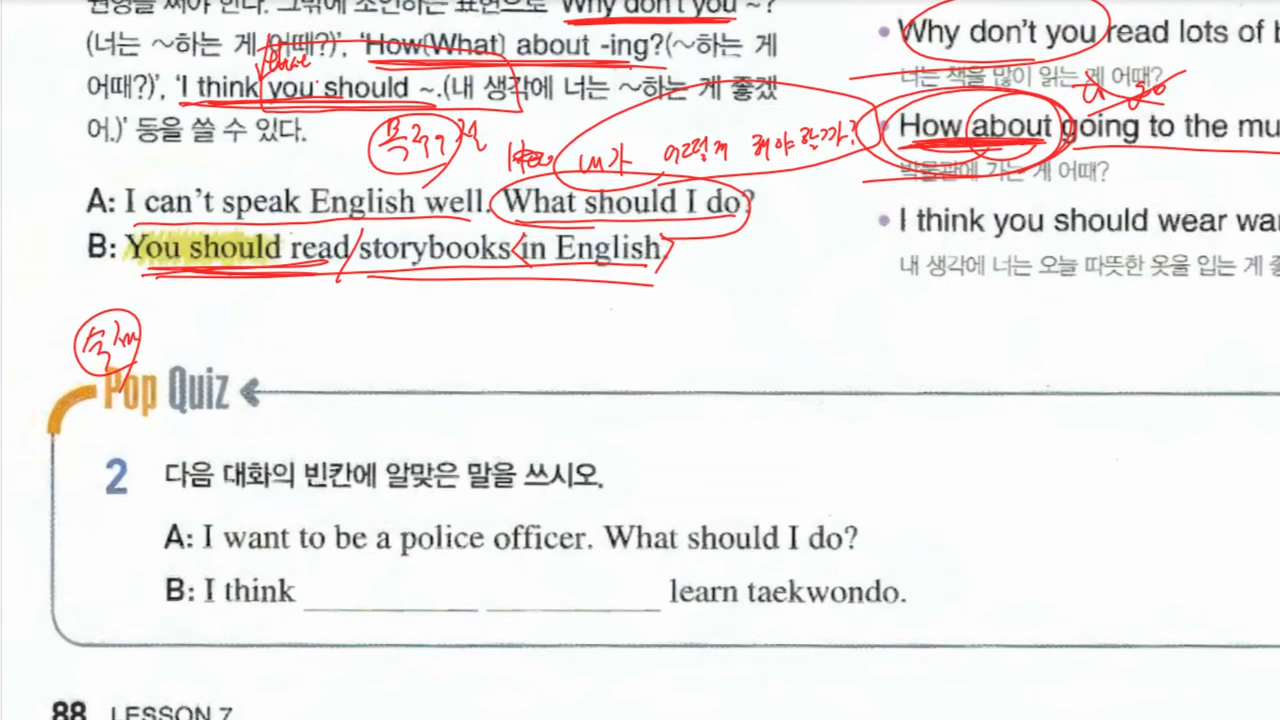 원형을 써야 한다. 그밖에 조언하는 표현으로 'Why don't you ~?
(너는 ~하는 게 어때?)', 'How(What) about -ing?(~하는 게
어때?)', 'I think you should ~.(내 생각에 너는 ~하는 게 좋겠
어.)' 등을 쓸 수 있다.
내가 어떻게 해야 할까?
A: I can't speak English well. What should I do?
B: You should read storybooks in English.
• Why don't you read lots of b
너는 책을 많이 읽는 게 어때?
• How about going to the mu
박물관에 가는 게 어때?
• I think you should wear wa
내 생각에 너는 오늘 따뜻한 옷을 입는 게 좋
숙제
Pop Quiz
2 다음 대화의 빈칸에 알맞은 말을 쓰시오.
A: I want to be a police officer. What should I do?
B: I think learn taekwondo.
88 LESSON 7